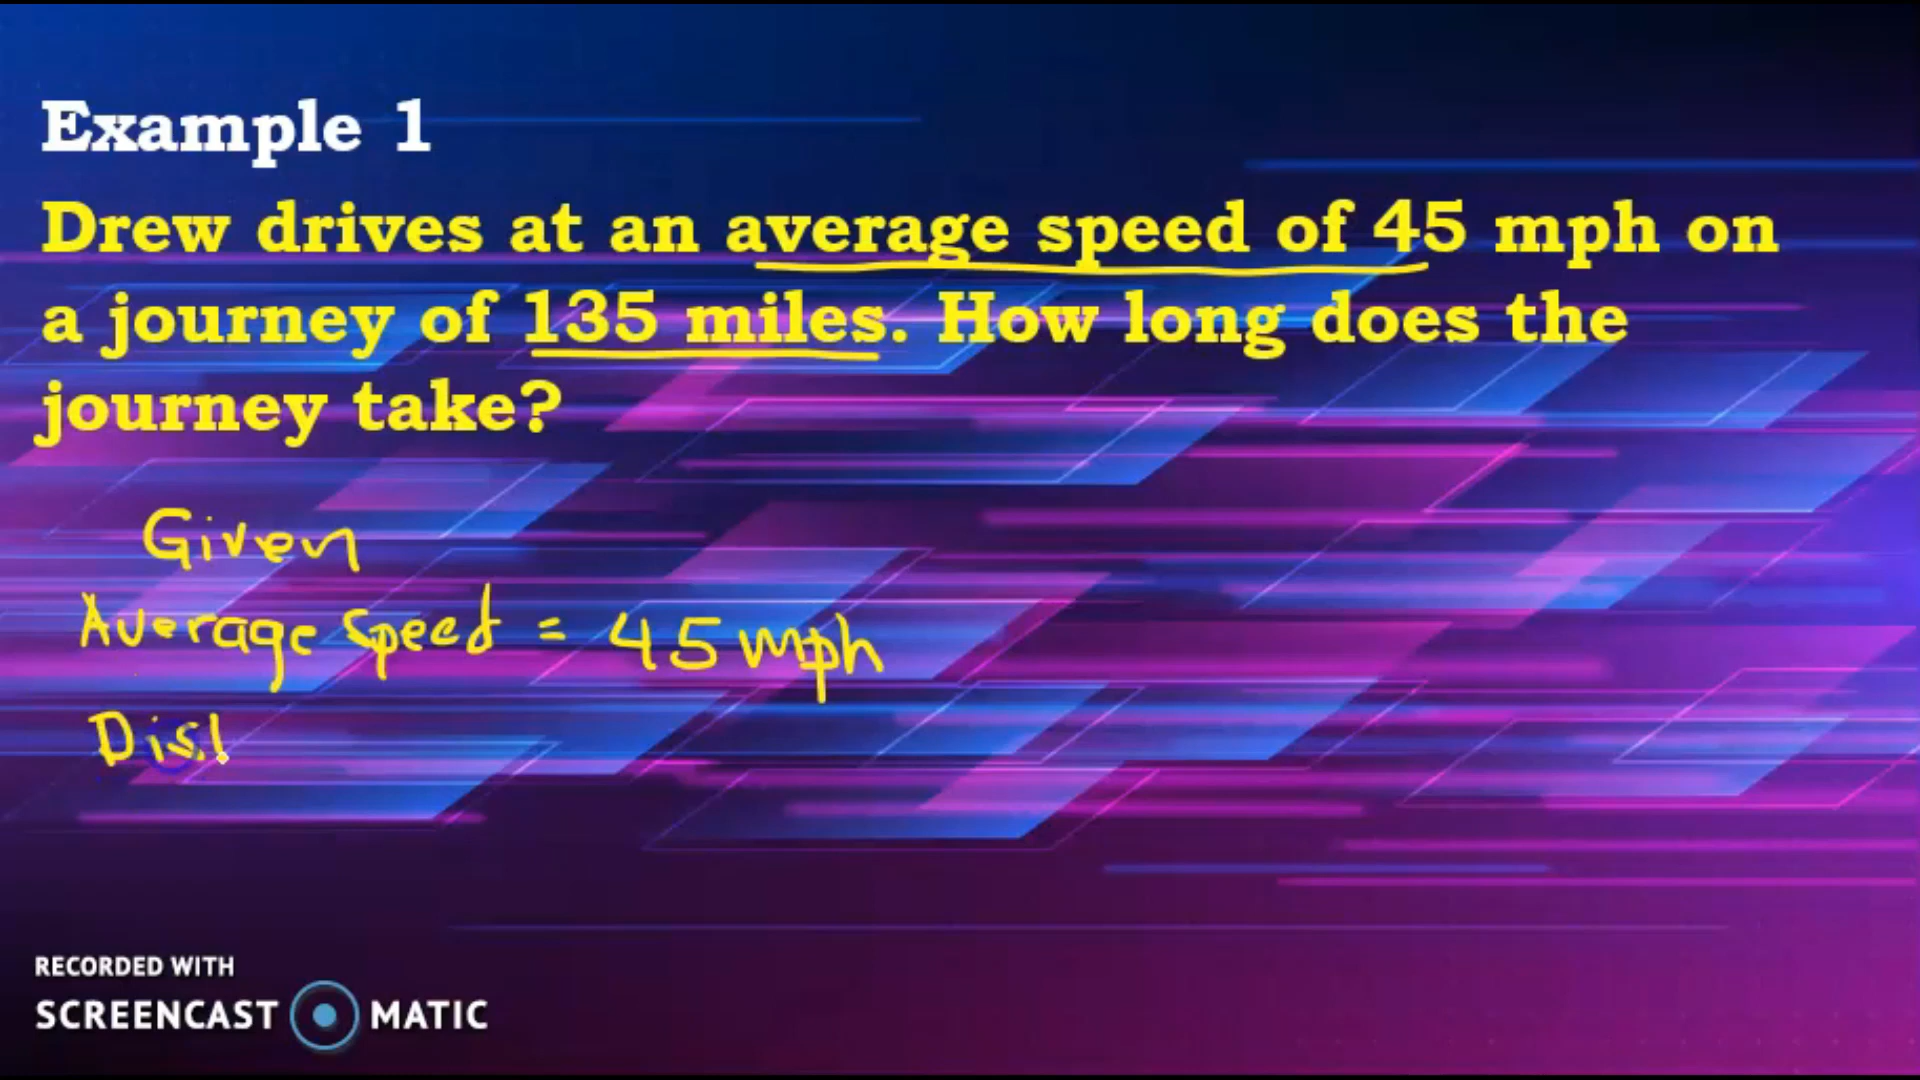 Example 1
Drew drives at an average speed of 45 mph on
a journey of 135 miles. How long does the
journey take?
Given
Average Speed = 45 mph
Dist
RECORDED WITH
SCREENCAST MATIC